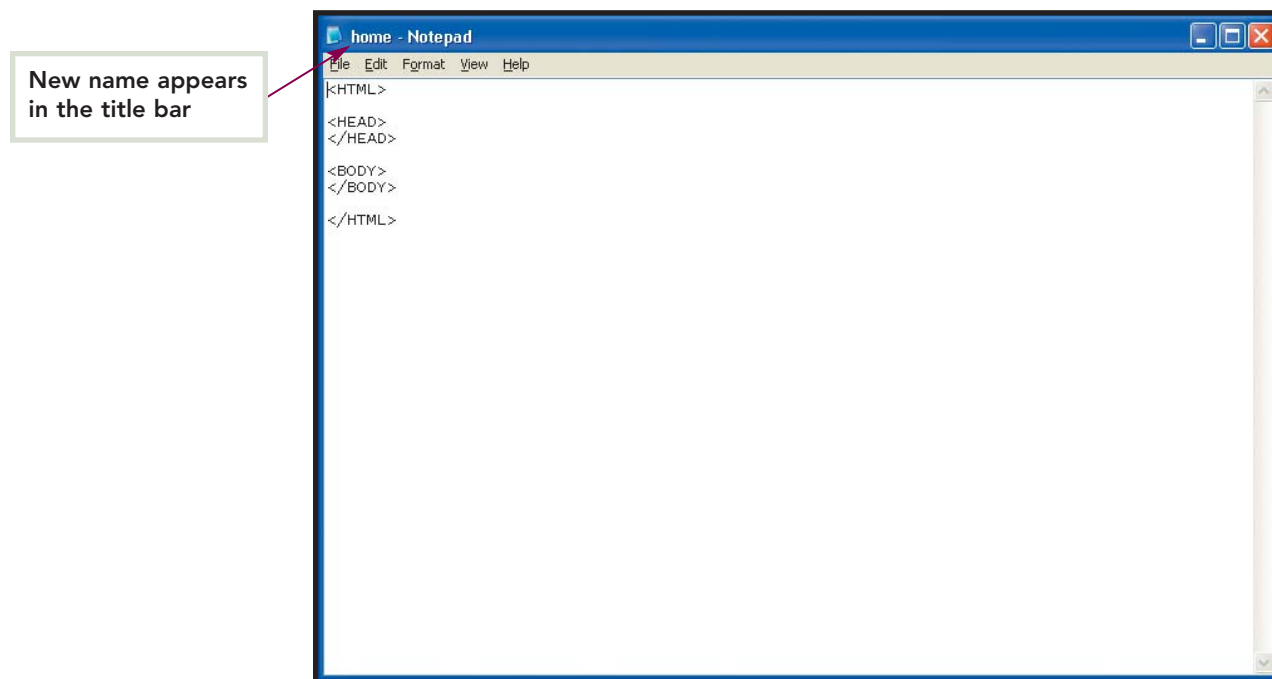 New name appears
in the title bar
home - Notepad
File Edit Format View Help
<HTML>
<HEAD>
</HEAD>
<BODY>
</BODY>
</HTML>